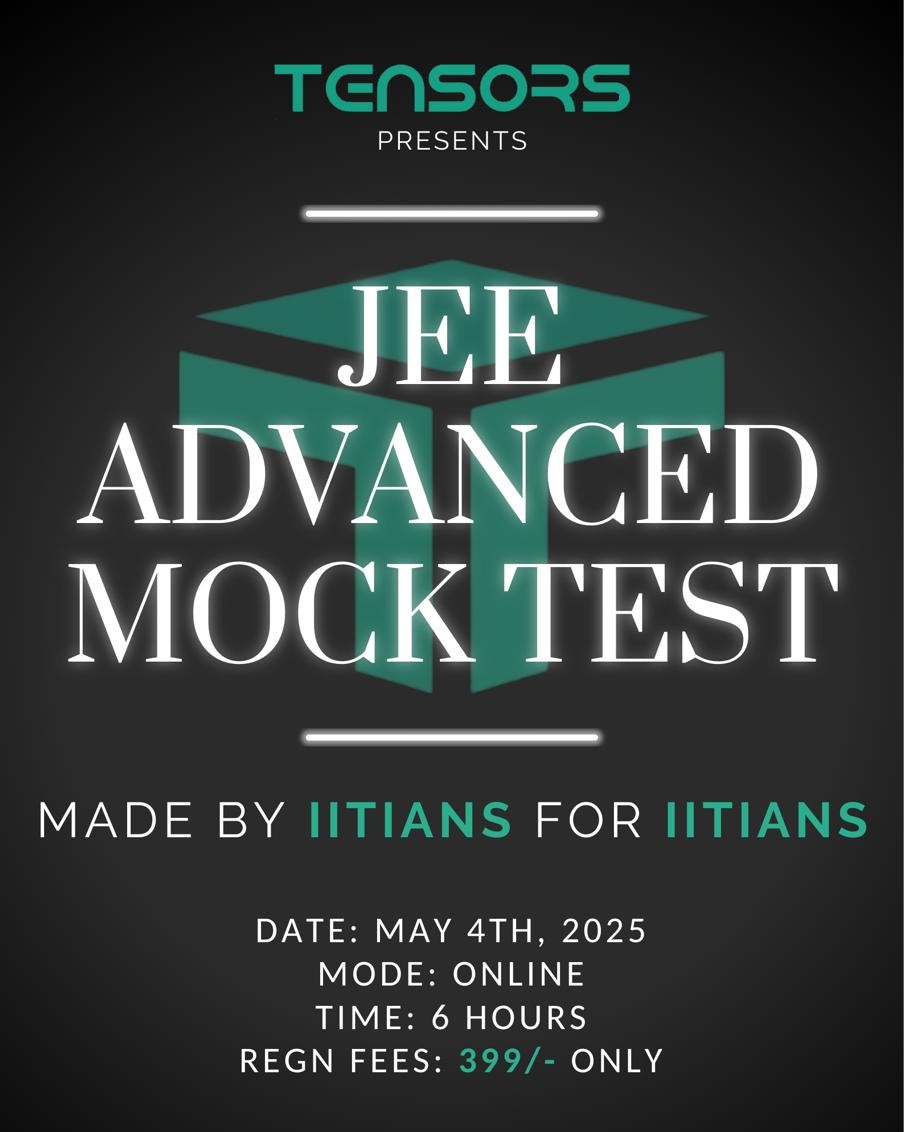 TENSORS
PRESENTS
JEE
ADVANCED
MOCK TEST
MADE BY IITIANS FOR IITIANS
DATE: MAY 4TH, 2025
MODE: ONLINE
TIME: 6 HOURS
REGN FEES: 399/- ONLY